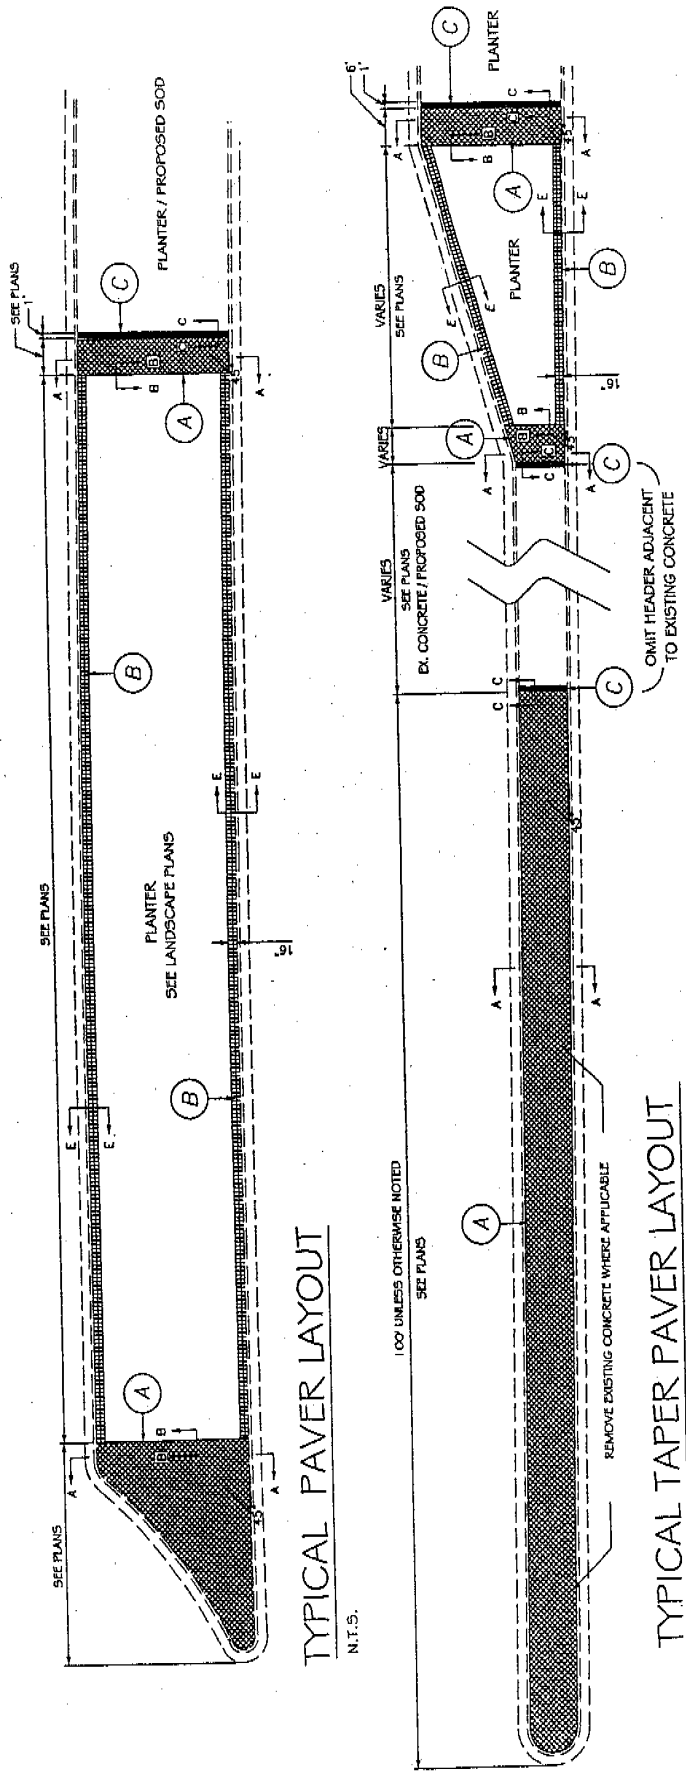 SEE PLANS
SEE PLANS
SEE PLANS
1'
A
B
B
A
E
E
A
B
PLANTER
SEE LANDSCAPE PLANS
B
16"
E
E
45°
A
A
B
B
C
C
A
45°
A
C
PLANTER / PROPOSED SOD
TYPICAL PAVER LAYOUT
N.T.S.
100' UNLESS OTHERWISE NOTED
SEE PLANS
A
A
A
45°
REMOVE EXISTING CONCRETE WHERE APPLICABLE
VARIES
SEE PLANS
EX. CONCRETE / PROPOSED SOD
C
C
C
OMIT HEADER ADJACENT
TO EXISTING CONCRETE
VARIES
A
A
B
B
C
C
45°
A
C
VARIES
SEE PLANS
B
E
E
PLANTER
16"
B
E
E
6'
1'
A
B
B
A
C
C
45°
A
C
PLANTER
TYPICAL TAPER PAVER LAYOUT